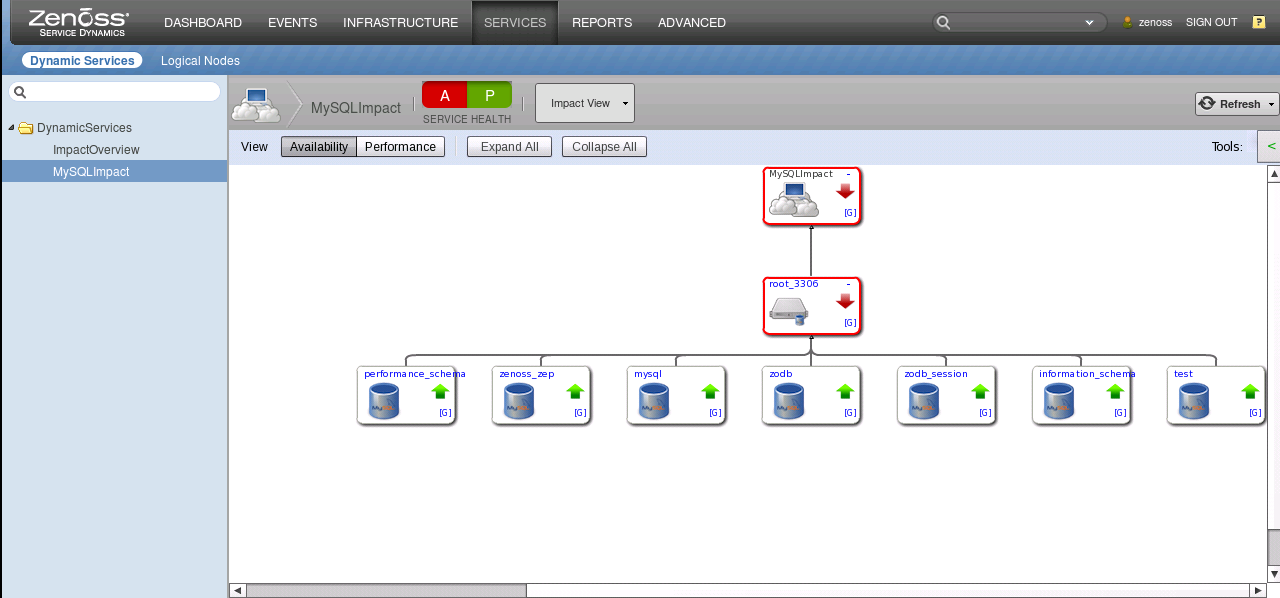 Zenoss
SERVICE DYNAMICS
DASHBOARD EVENTS INFRASTRUCTURE SERVICES REPORTS ADVANCED
zenoss SIGN OUT ?
Dynamic Services Logical Nodes
MySQLImpact
A P
SERVICE HEALTH
Impact View
Refresh
DynamicServices
ImpactOverview
MySQLImpact
View Availability Performance Expand All Collapse All Tools: <
MySQLImpact -
[G]
root_3306 -
[G]
performance_schema zenoss_zep mysql zodb zodb_session information_schema test
[G] [G] [G] [G] [G] [G] [G]